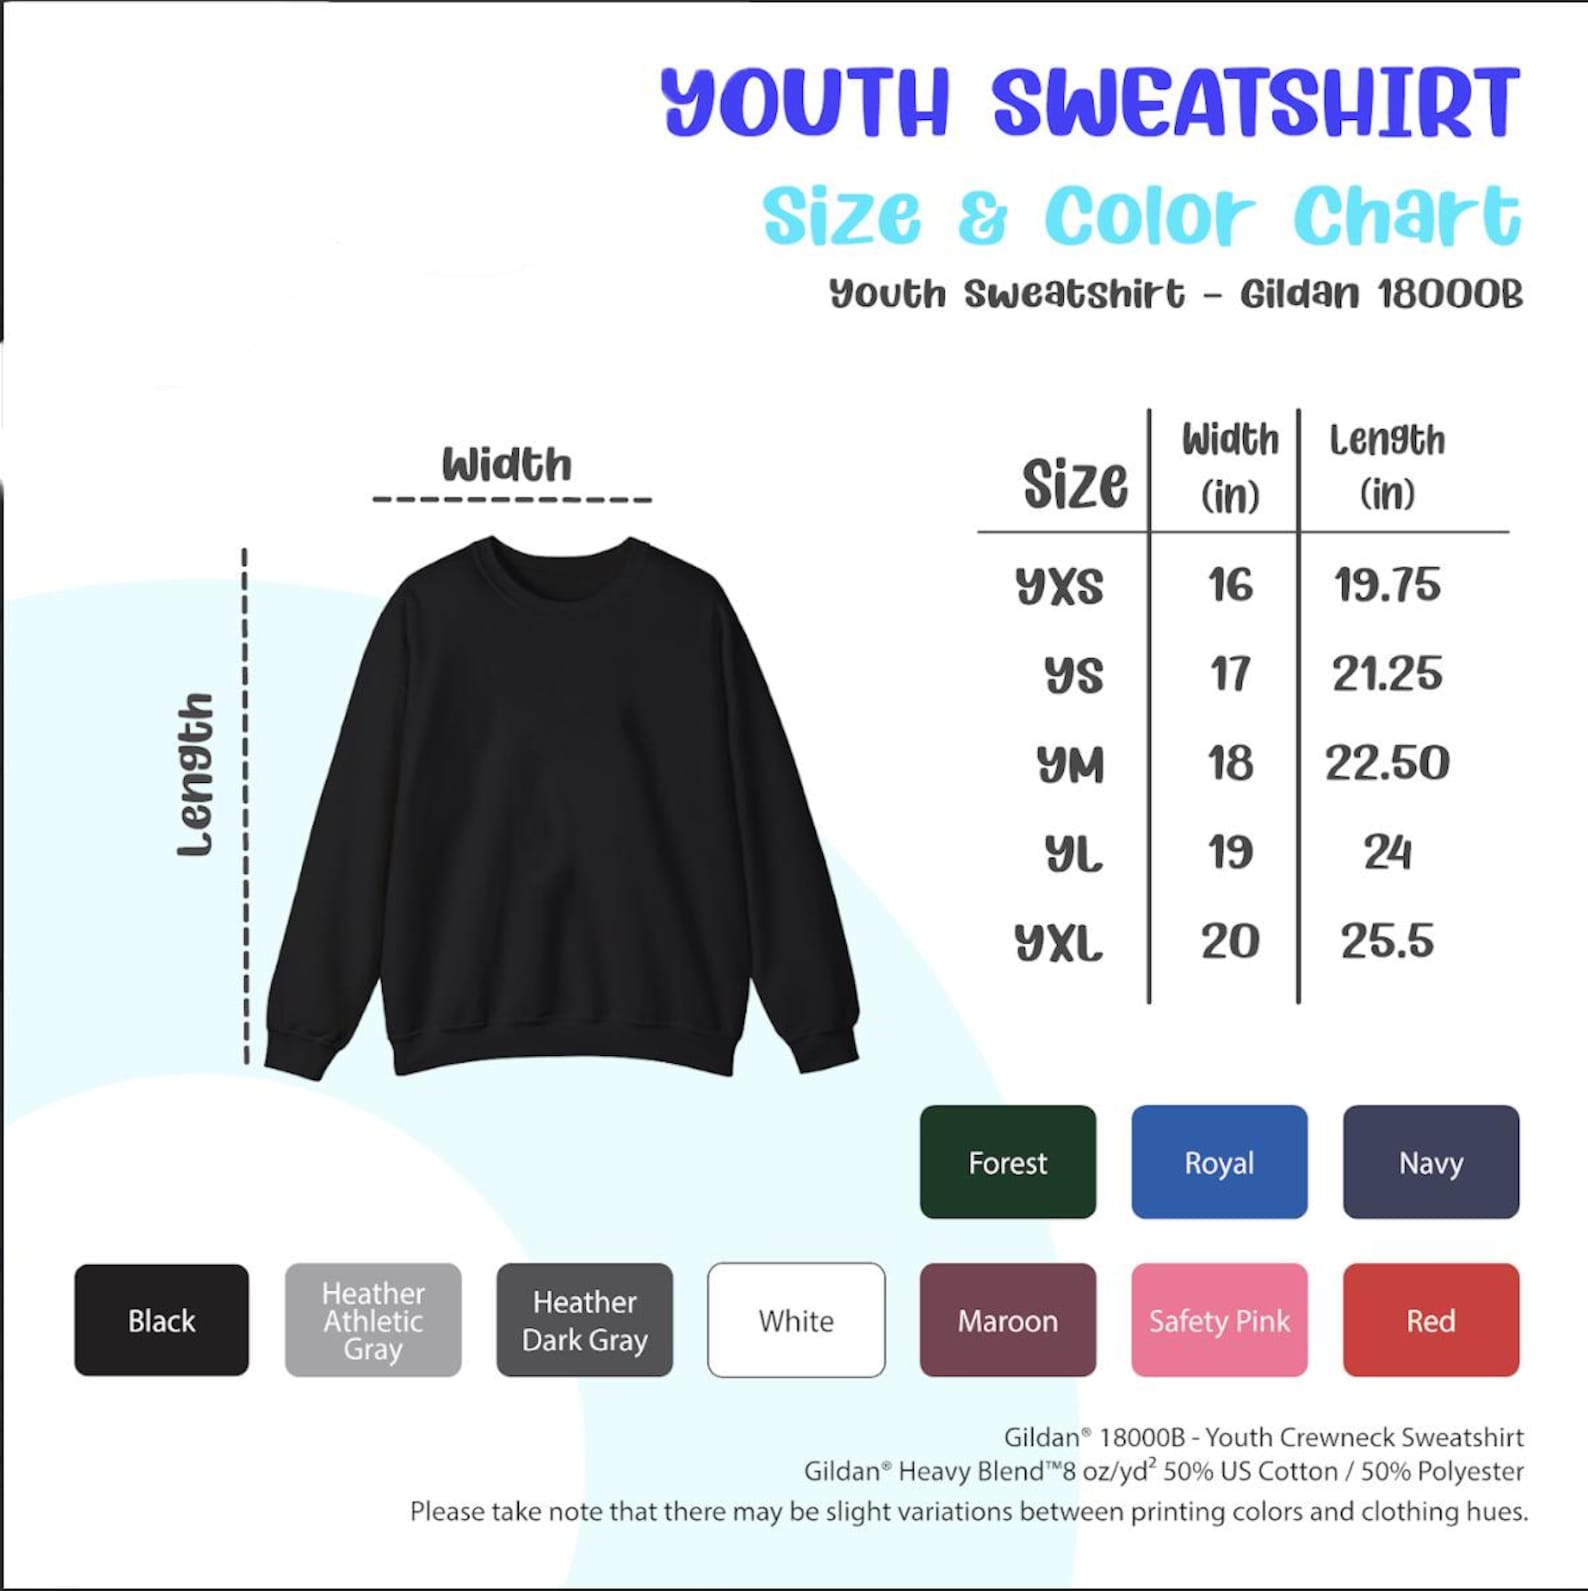 YOUTH SWEATSHIRT
Size & Color Chart
Youth Sweatshirt - Gildan 18000B
Width
Length
Size Width (in) Length (in)
YXS 16 19.75
YS 17 21.25
YM 18 22.50
YL 19 24
YXL 20 25.5
Forest Royal Navy
Black
Heather
Athletic
Gray
Heather
Dark Gray
White
Maroon
Safety Pink
Red
Gildan® 18000B - Youth Crewneck Sweatshirt
Gildan® Heavy Blend™8 oz/yd² 50% US Cotton / 50% Polyester
Please take note that there may be slight variations between printing colors and clothing hues.